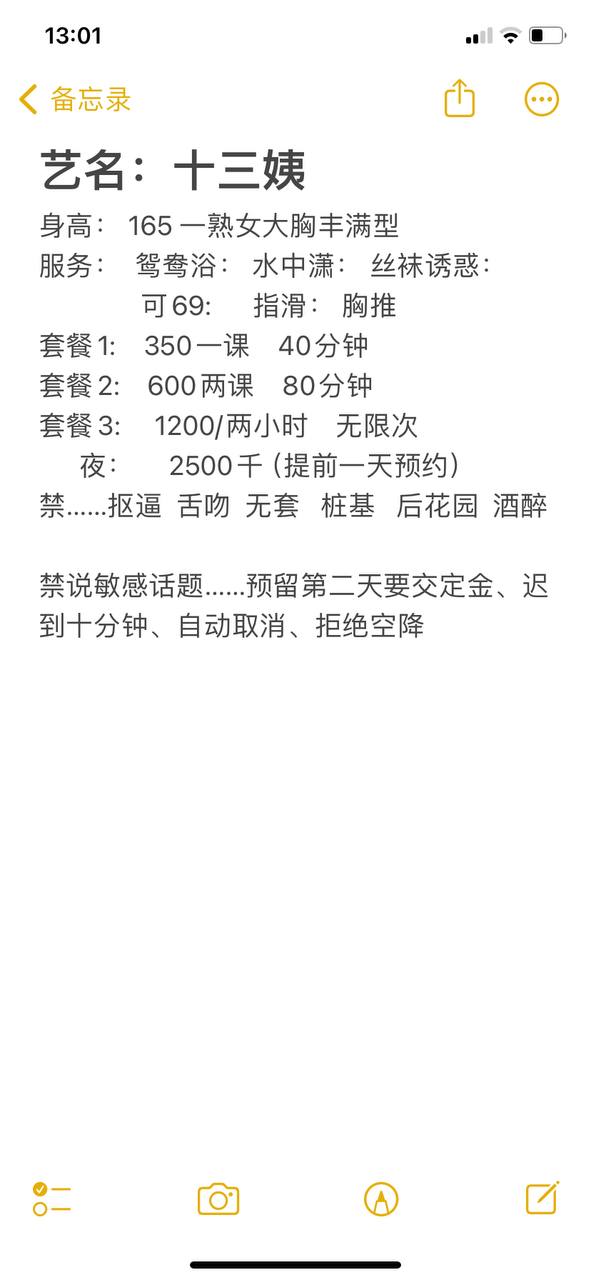 13:01
备忘录
艺名：十三姨
身高： 165 一熟女大胸丰满型
服务： 鸳鸯浴： 水中潇： 丝袜诱惑：
可69: 指滑： 胸推
套餐1: 350一课 40分钟
套餐2: 600两课 80分钟
套餐3: 1200/两小时 无限次
夜： 2500千（提前一天预约）
禁……抠逼 舌吻 无套 桩基 后花园 酒醉
禁说敏感话题……预留第二天要交定金、迟
到十分钟、自动取消、拒绝空降